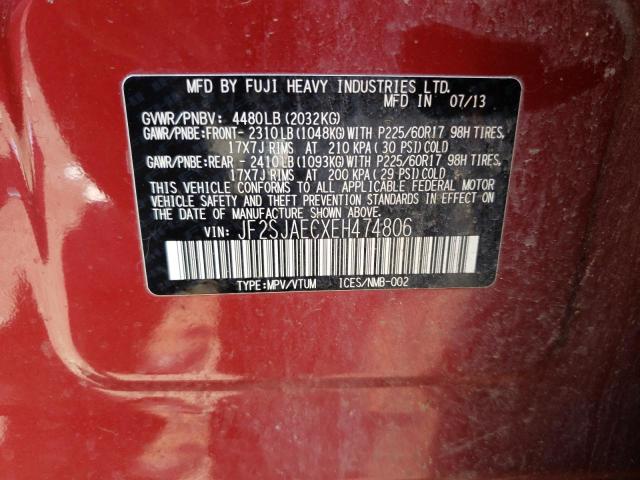 MFD BY FUJI HEAVY INDUSTRIES LTD.
MFD IN 07/13
GVWR/PNBV: 4480LB (2032KG)
GAWR/PNBE:FRONT- 2310LB (1048KG) WITH P225/60R17 98H TIRES,
17X7J RIMS AT 210 KPA (30 PSI) COLD
GAWR/PNBE: REAR - 2410LB (1093KG) WITH P225/60R17 98H TIRES,
17X7J RIMS AT 200 KPA (29 PSI) COLD
THIS VEHICLE CONFORMS TO ALL APPLICABLE FEDERAL MOTOR
VEHICLE SAFETY AND THEFT PREVENTION STANDARDS IN EFFECT
ON THE DATE OF MANUFACTURE SHOWN ABOVE.
VIN: JF2SJAECXEH474806
TYPE:MPV/VTUM ICES/NMB-002